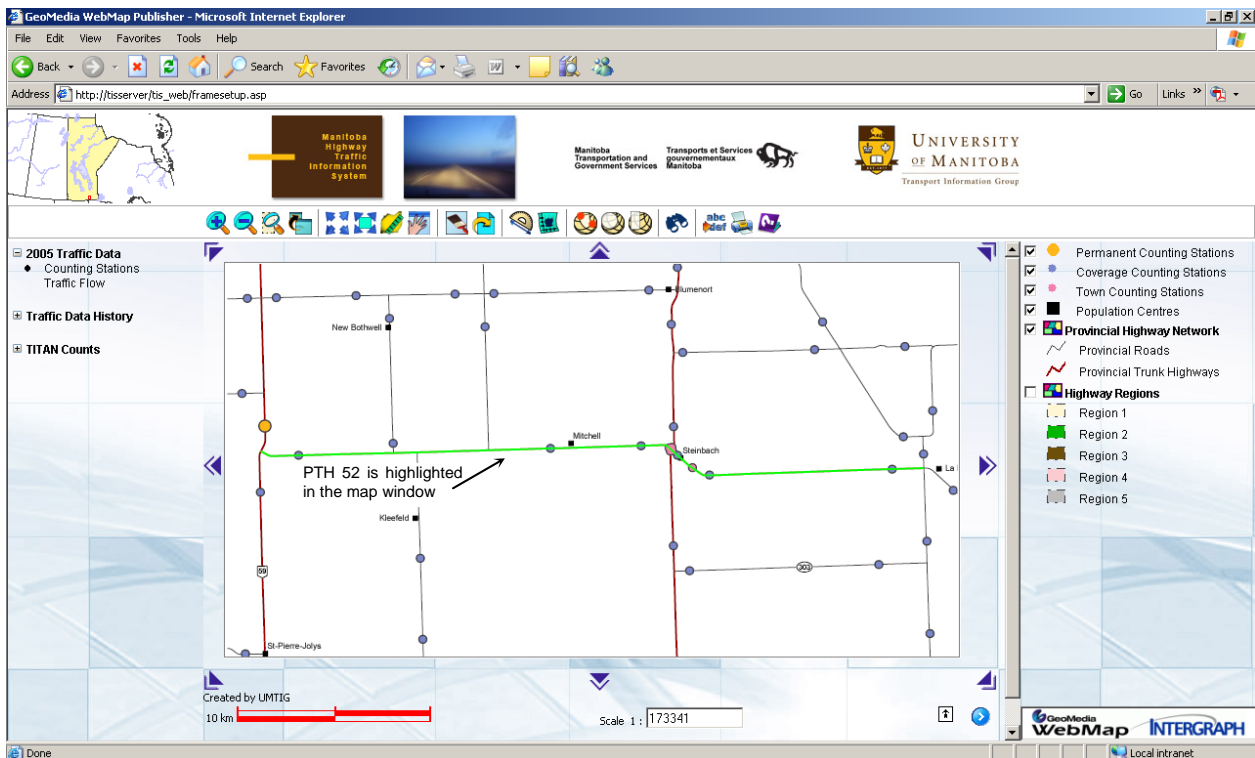 GeoMedia WebMap Publisher - Microsoft Internet Explorer
File Edit View Favorites Tools Help
Back Search Favorites
Address http://tisserver/tis_web/framesetup.asp Go Links »
Manitoba
Highway
Traffic
Information
System
Manitoba
Transportation and
Government Services
Transports et Services
gouvernementaux
Manitoba
UNIVERSITY
OF MANITOBA
Transport Information Group
abc
def
2005 Traffic Data
Counting Stations
Traffic Flow
Traffic Data History
TITAN Counts
Blumenort
New Bothwell
Mitchell
Steinbach
La
PTH 52 is highlighted
in the map window
Kleefeld
59
303
St-Pierre-Jolys
Permanent Counting Stations
Coverage Counting Stations
Town Counting Stations
Population Centres
Provincial Highway Network
Provincial Roads
Provincial Trunk Highways
Highway Regions
Region 1
Region 2
Region 3
Region 4
Region 5
Created by UMTIG
10 km
Scale 1 : 173341
GeoMedia
WebMap
INTERGRAPH
Done
Local intranet